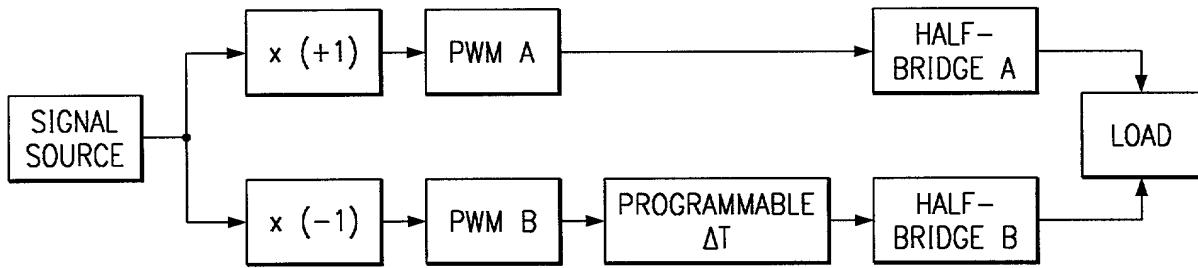 SIGNAL
SOURCE
x (+1)
PWM A
HALF-
BRIDGE A
LOAD
x (-1)
PWM B
PROGRAMMABLE
ΔT
HALF-
BRIDGE B